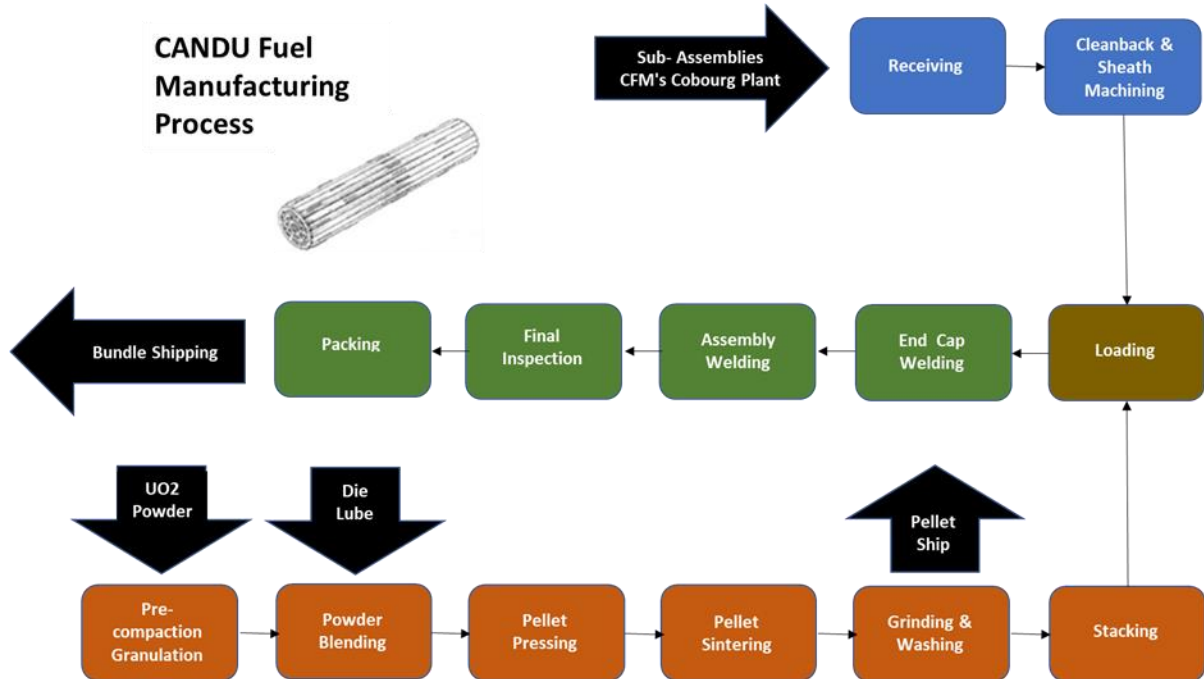 CANDU Fuel
Manufacturing
Process
Sub- Assemblies
CFM's Cobourg Plant
Receiving
Cleanback &
Sheath
Machining
Bundle Shipping
Packing
Final
Inspection
Assembly
Welding
End Cap
Welding
Loading
UO2
Powder
Die
Lube
Pellet
Ship
Pre-
compaction
Granulation
Powder
Blending
Pellet
Pressing
Pellet
Sintering
Grinding &
Washing
Stacking